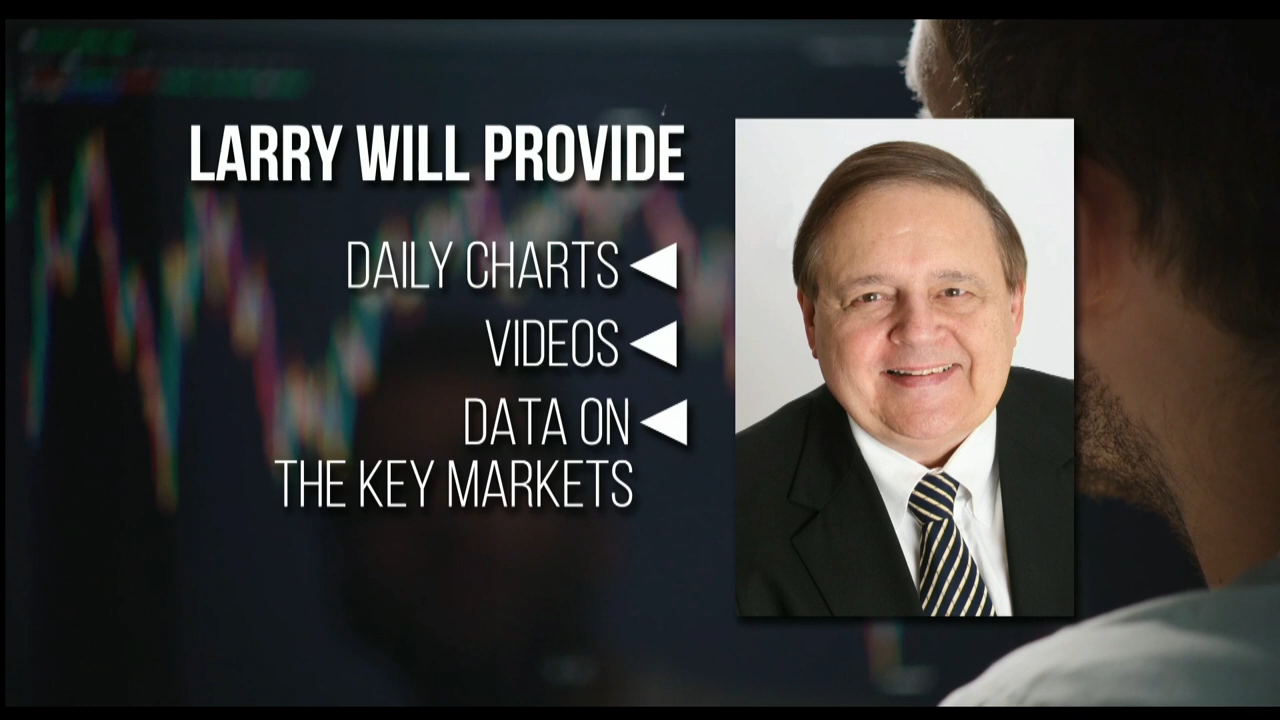 LARRY WILL PROVIDE
DAILY CHARTS
VIDEOS
DATA ON
THE KEY MARKETS